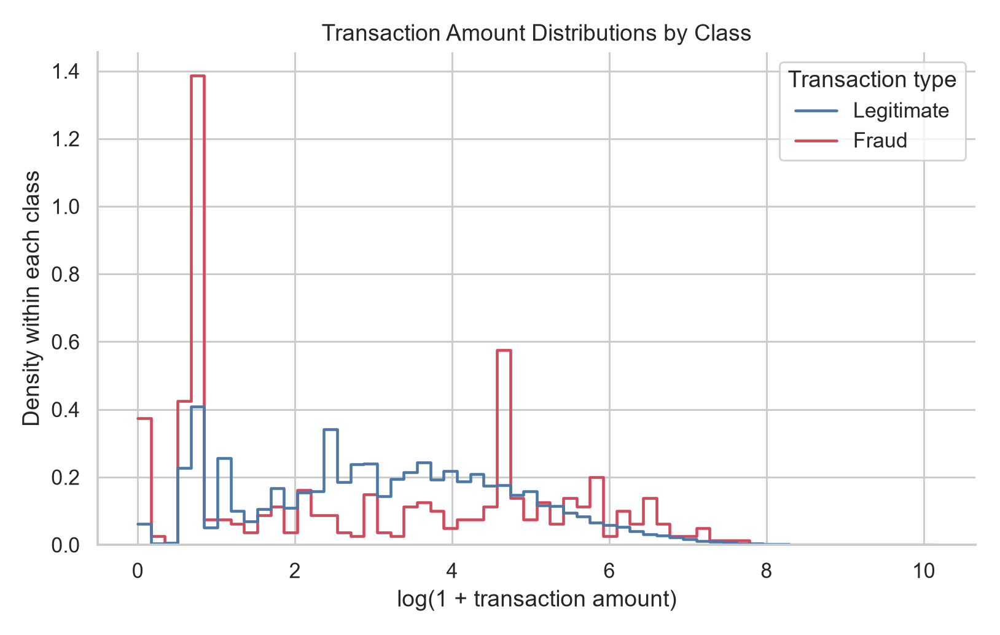 Transaction Amount Distributions by Class
Transaction type
Legitimate
Fraud
Density within each class
1.4
1.2
1.0
0.8
0.6
0.4
0.2
0.0
0 2 4 6 8 10
log(1 + transaction amount)